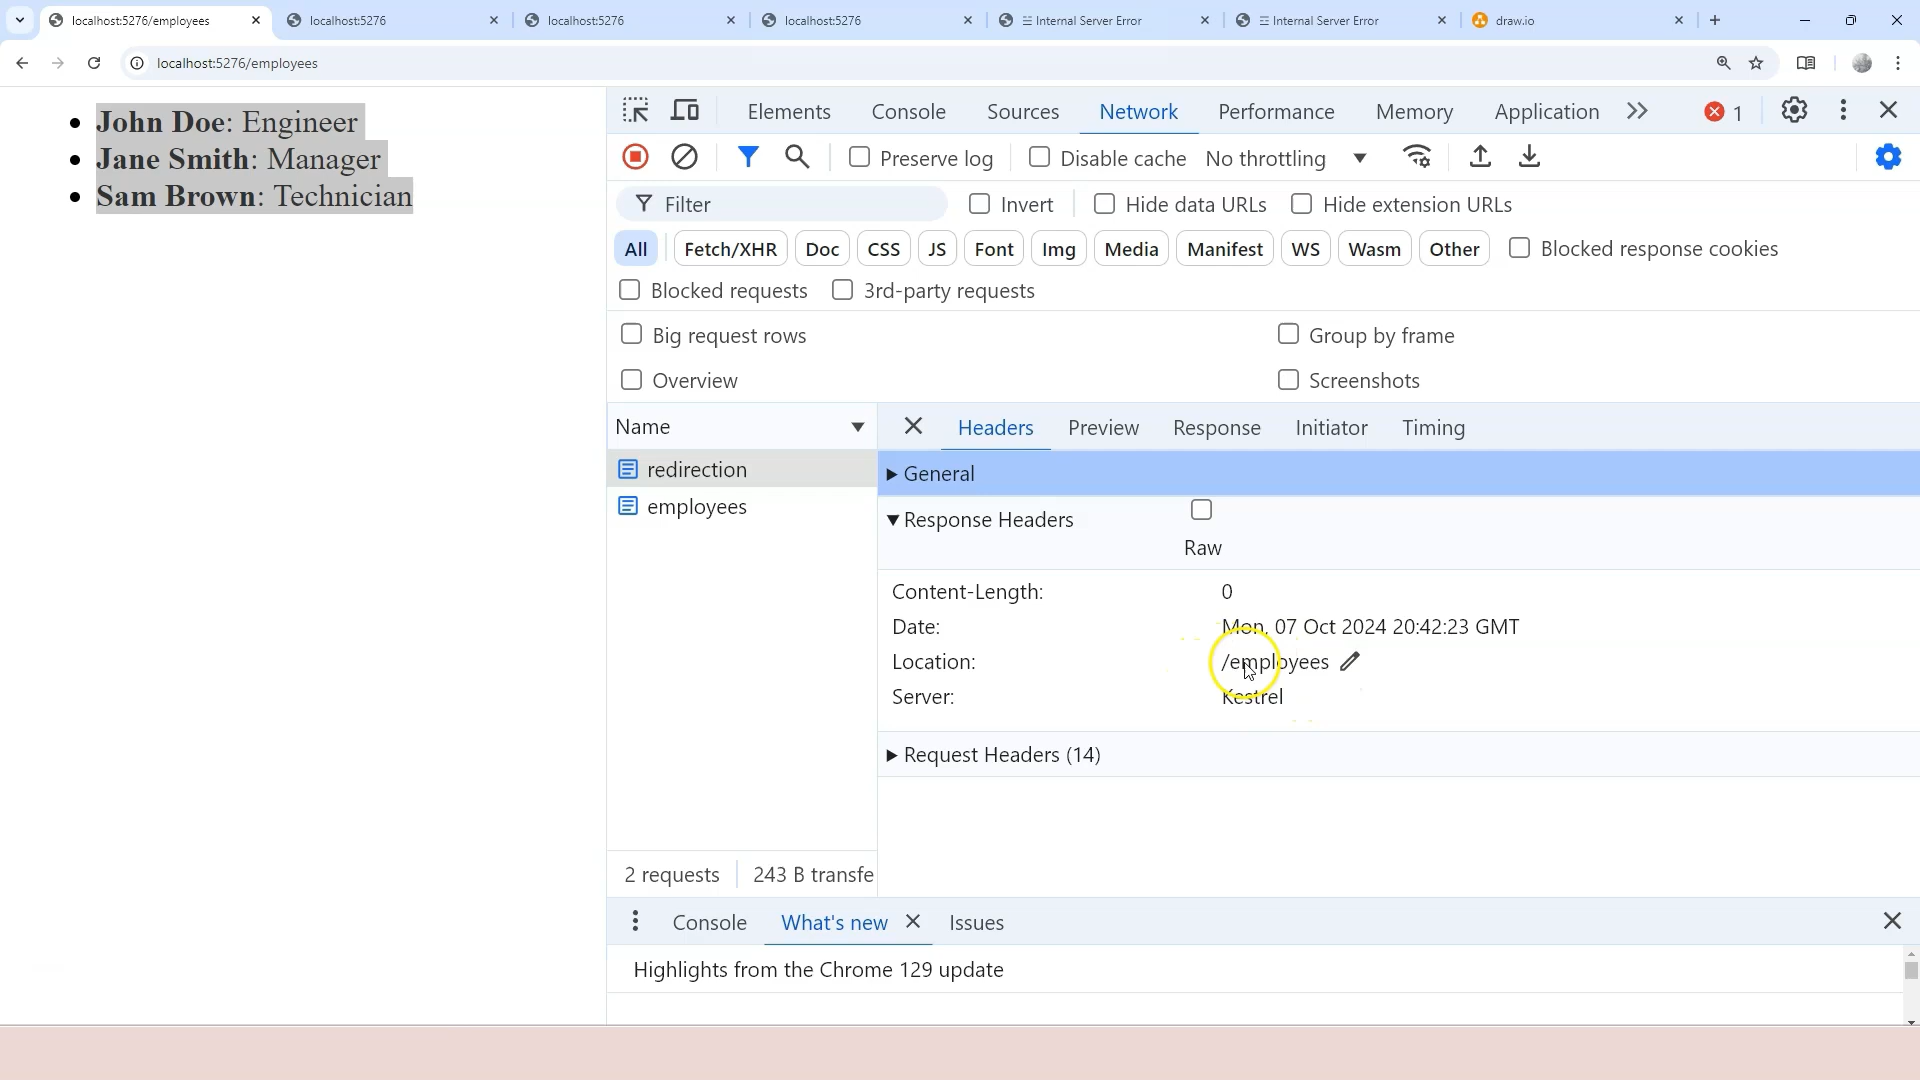 localhost:5276/employees
localhost:5276
localhost:5276
localhost:5276
Internal Server Error
Internal Server Error
draw.io
localhost:5276/employees
John Doe: Engineer
Jane Smith: Manager
Sam Brown: Technician
Elements Console Sources Network Performance Memory Application 1
Preserve log Disable cache No throttling
Filter Invert Hide data URLs Hide extension URLs
All Fetch/XHR Doc CSS JS Font Img Media Manifest WS Wasm Other Blocked response cookies
Blocked requests 3rd-party requests
Big request rows Group by frame
Overview Screenshots
Name
redirection
employees
2 requests 243 B transfe
Headers Preview Response Initiator Timing
General
Response Headers
Raw
Content-Length: 0
Date: Mon, 07 Oct 2024 20:42:23 GMT
Location: /employees
Server: Kestrel
Request Headers (14)
Console What's new Issues
Highlights from the Chrome 129 update